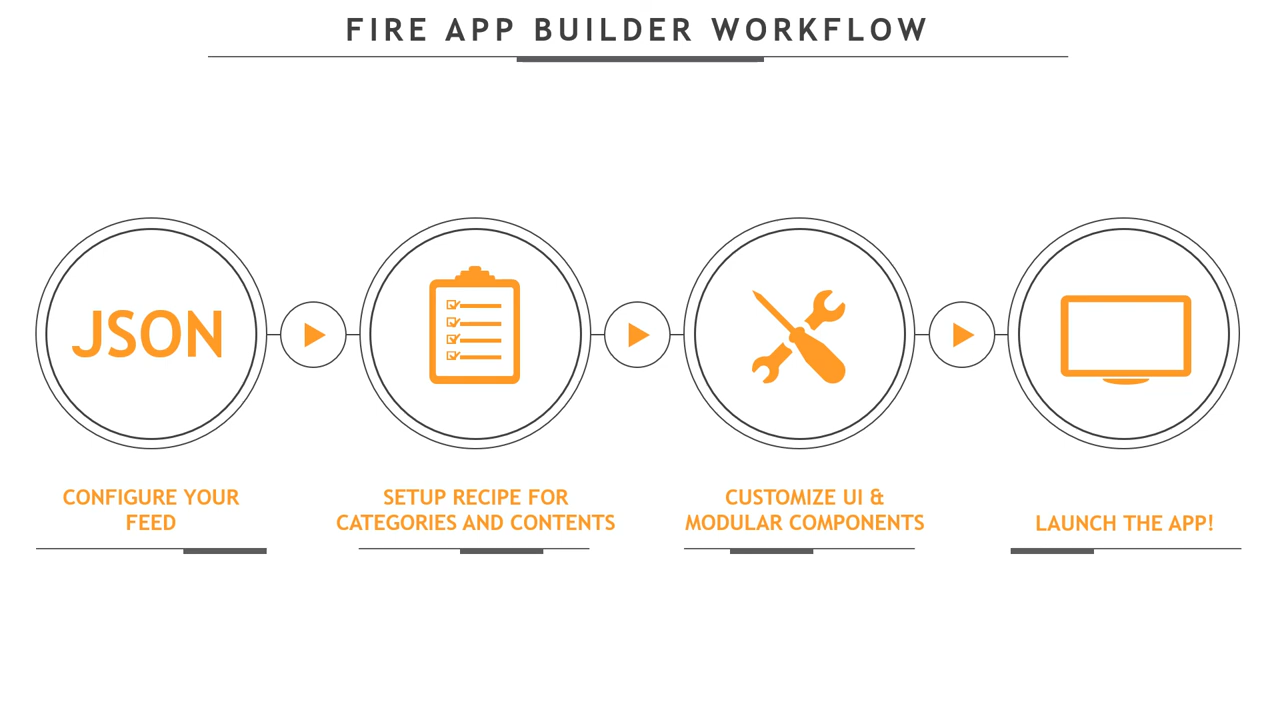 FIRE APP BUILDER WORKFLOW
JSON
CONFIGURE YOUR
FEED
SETUP RECIPE FOR
CATEGORIES AND CONTENTS
CUSTOMIZE UI &
MODULAR COMPONENTS
LAUNCH THE APP!